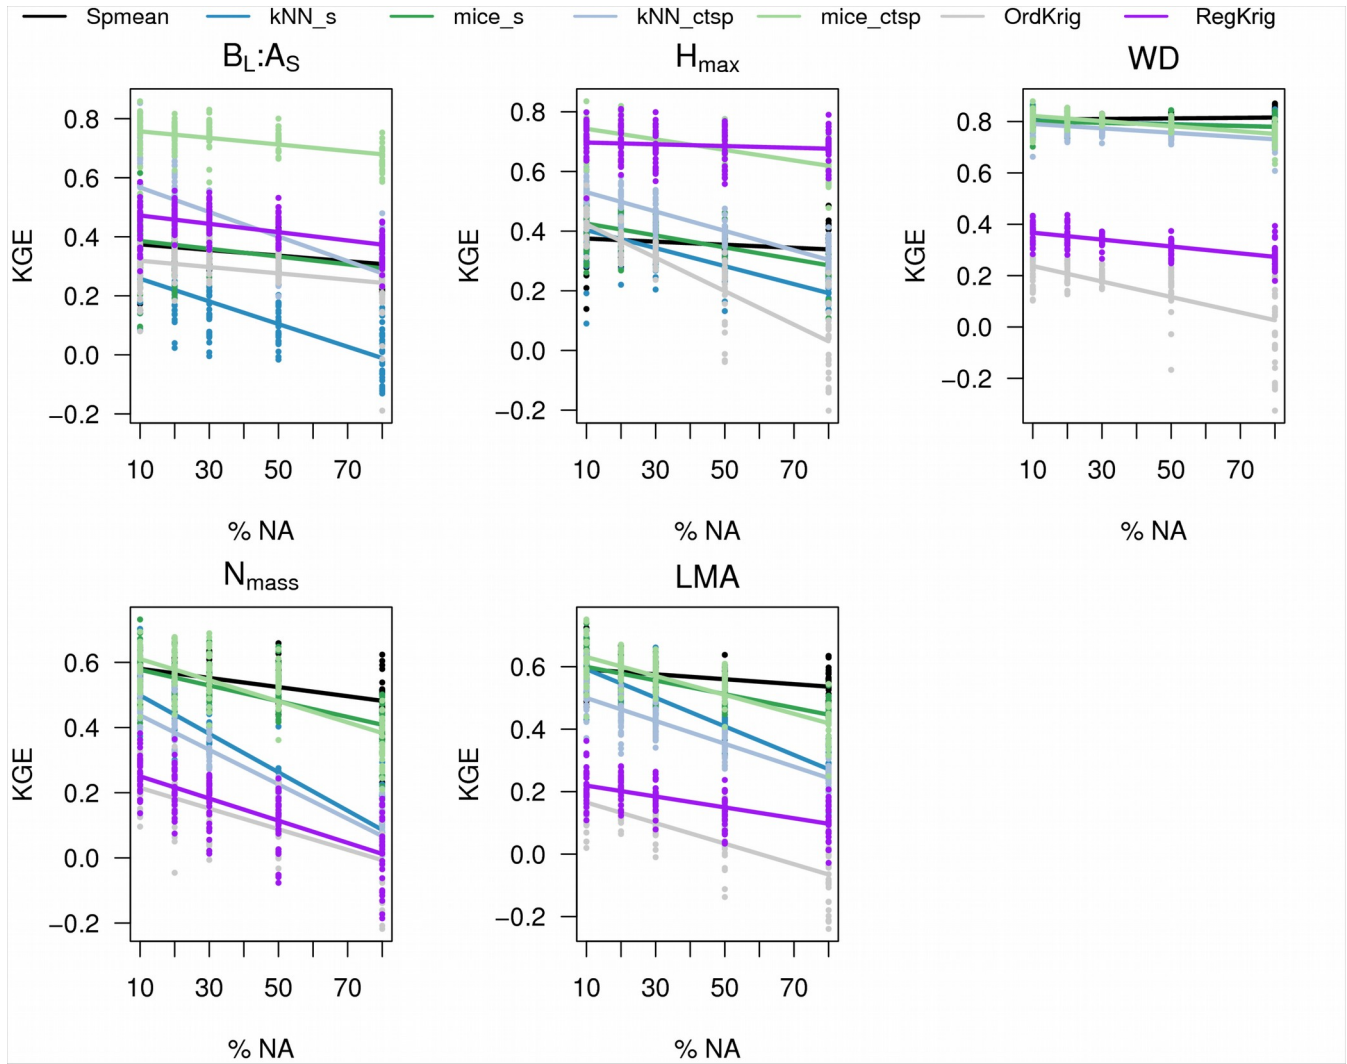 Spmean kNN_s mice_s kNN_ctsp mice_ctsp OrdKrig RegKrig
B_L:A_S H_max WD
KGE KGE KGE
0.8 0.8 0.8
0.6 0.6 0.6
0.4 0.4 0.4
0.2 0.2 0.2
0.0 0.0 0.0
−0.2 −0.2 −0.2
10 30 50 70 10 30 50 70 10 30 50 70
% NA % NA % NA
N_mass LMA
KGE KGE
0.6 0.6
0.4 0.4
0.2 0.2
0.0 0.0
−0.2 −0.2
10 30 50 70 10 30 50 70
% NA % NA